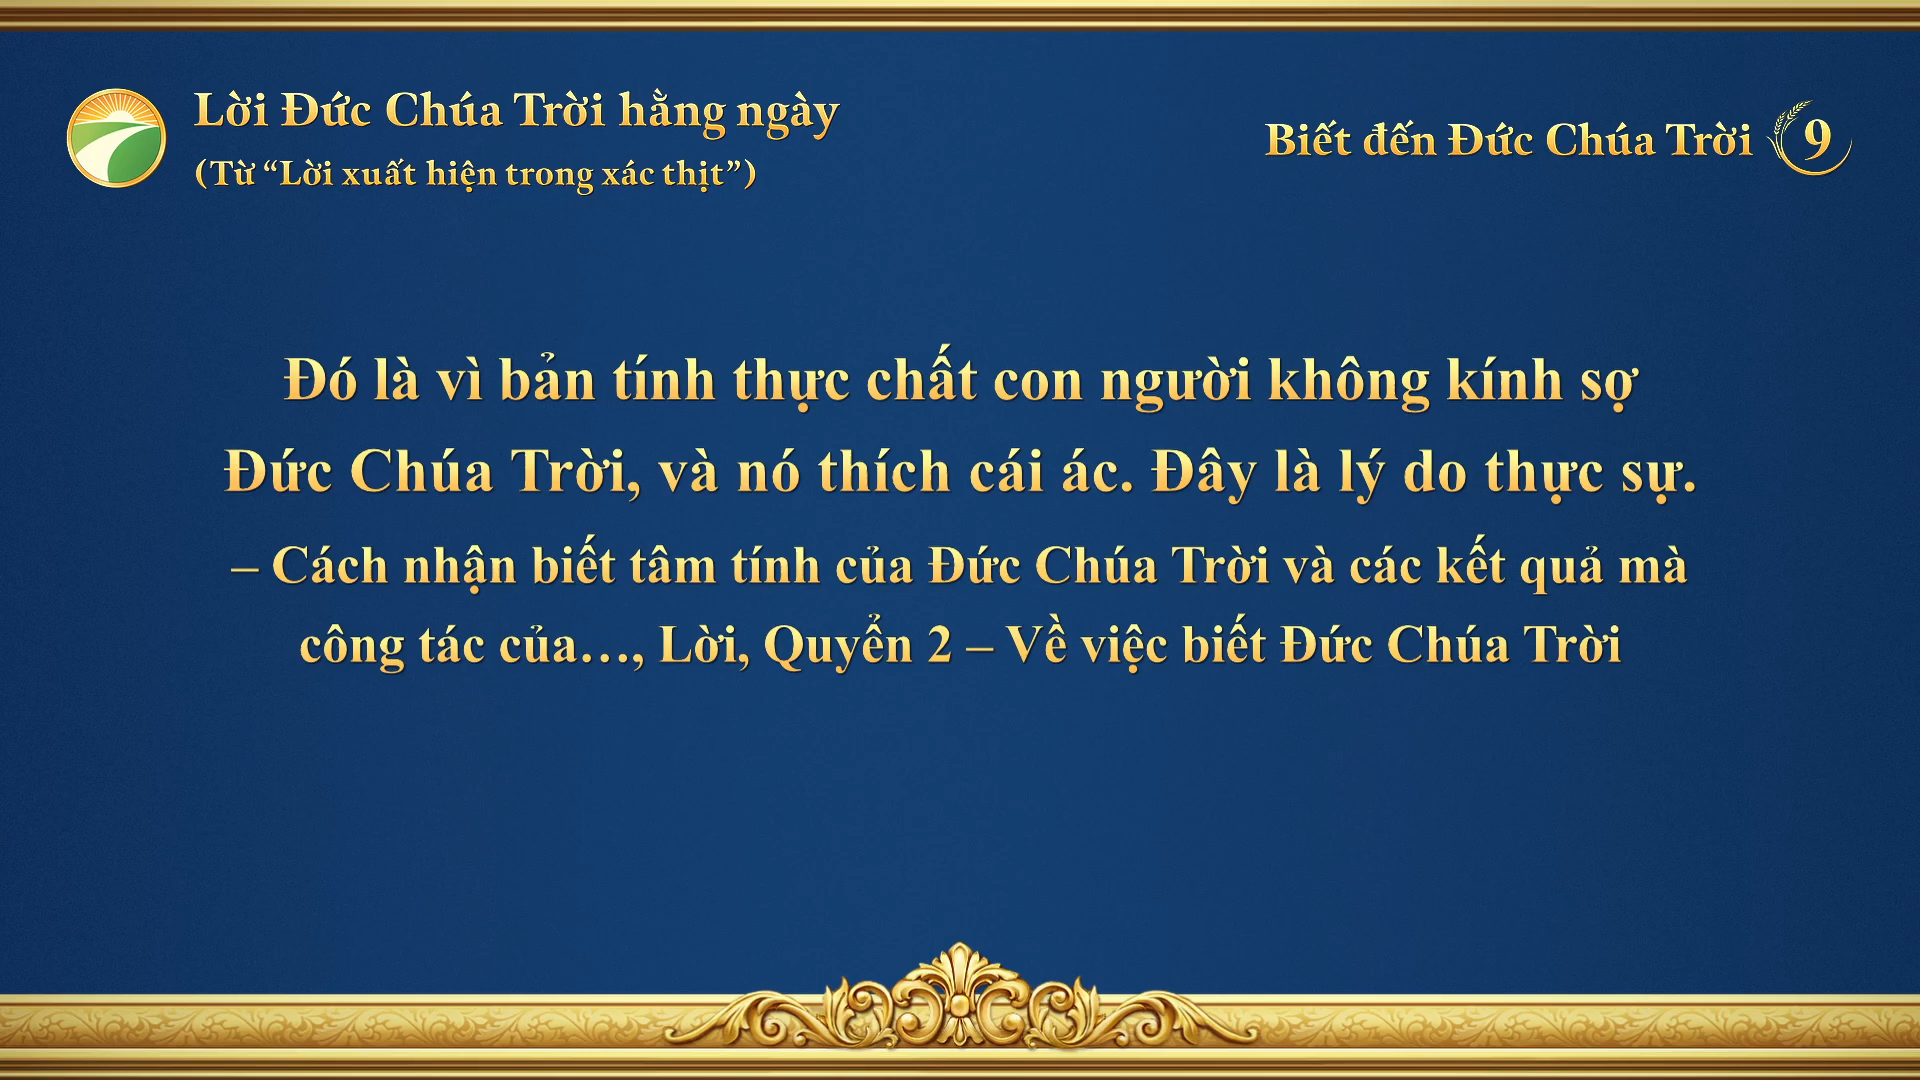 Lời Đức Chúa Trời hằng ngày
(Từ “Lời xuất hiện trong xác thịt”)
Biết đến Đức Chúa Trời 9
Đó là vì bản tính thực chất con người không kính sợ
Đức Chúa Trời, và nó thích cái ác. Đây là lý do thực sự.
– Cách nhận biết tâm tính của Đức Chúa Trời và các kết quả mà
công tác của…, Lời, Quyển 2 – Về việc biết Đức Chúa Trời